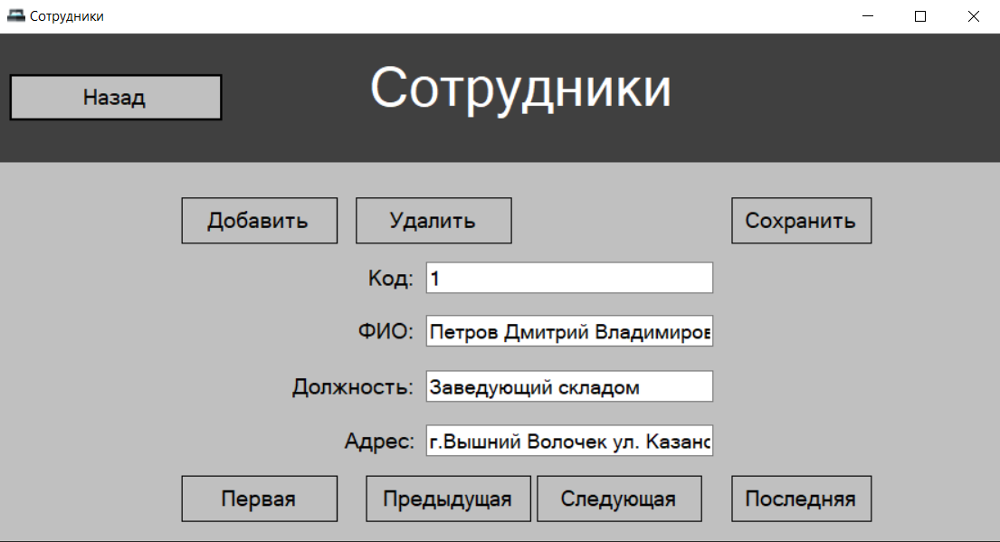 Сотрудники
Назад
Сотрудники
Добавить Удалить Сохранить
Код: 1
ФИО: Петров Дмитрий Владимиров
Должность: Заведующий складом
Адрес: г.Вышний Волочек ул. Казанс
Первая Предыдущая Следующая Последняя